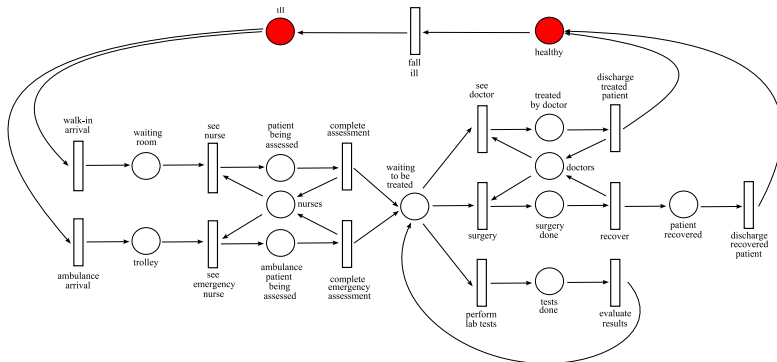 ill
healthy
fall
ill
see
doctor
treated
by doctor
discharge
treated
patient
walk-in
arrival
waiting
room
see
nurse
patient
being
assessed
complete
assessment
waiting
to be
treated
doctors
nurses
surgery
surgery
done
recover
patient
recovered
discharge
recovered
patient
ambulance
arrival
trolley
see
emergency
nurse
ambulance
patient
being
assessed
complete
emergency
assessment
perform
lab tests
tests
done
evaluate
results